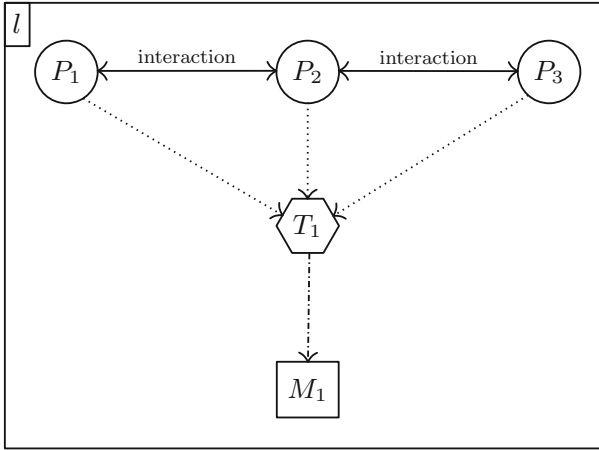 l
interaction interaction
P₁ P₂ P₃
T₁
M₁